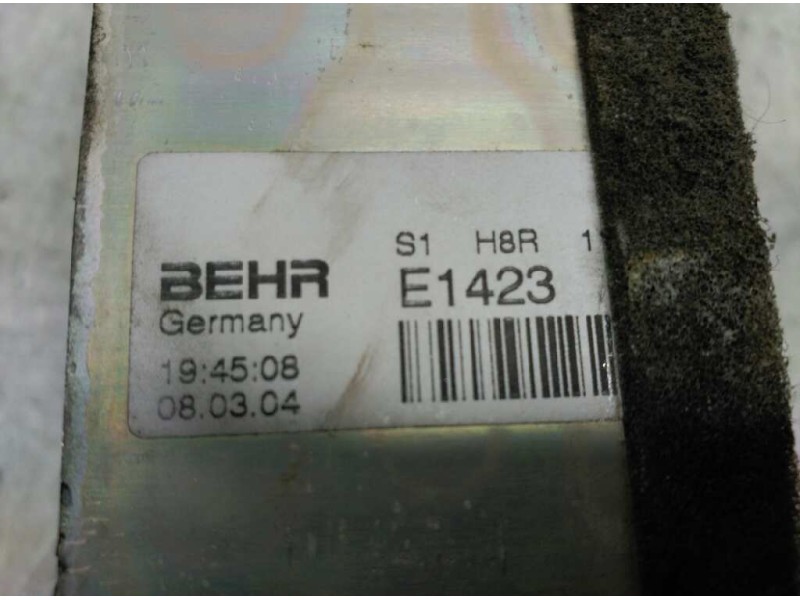 S1 H8R
BEHR E1423
Germany
19:45:08
08.03.04